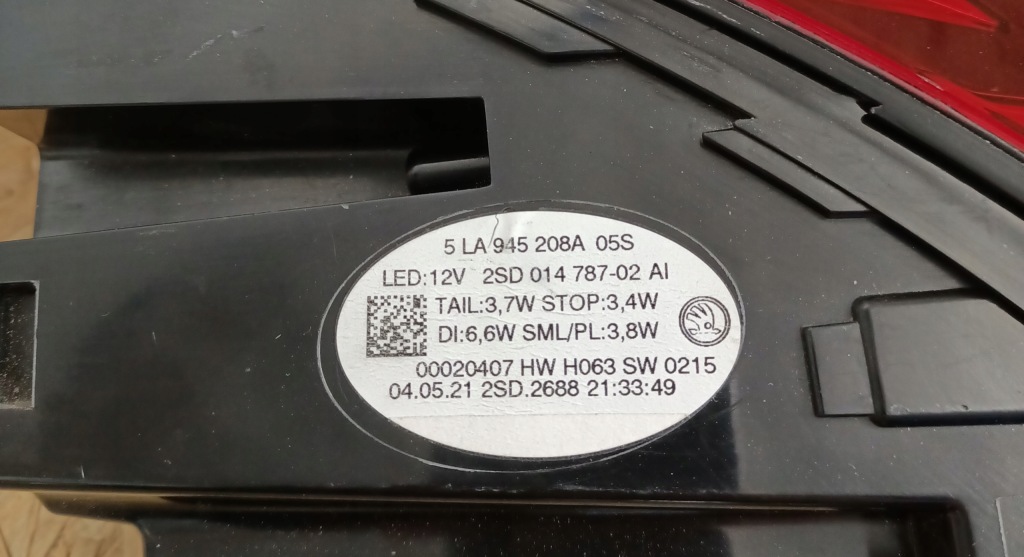 5 LA 945 208A 05S
LED:12V 2SD 014 787-02 AI
TAIL:3,7W STOP:3,4W
DI:6,6W SML/PL:3,8W
00020407 HW H063 SW 0215
04.05.21 2SD.2688 21:33:49